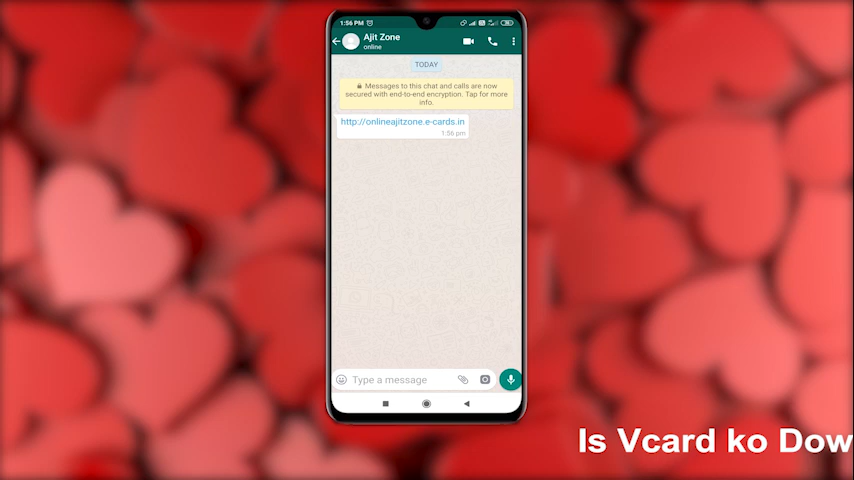 1:56 PM
Ajit Zone
online
TODAY
Messages to this chat and calls are now
secured with end-to-end encryption. Tap for more
info.
http://onlineajitzone.e-cards.in
1:56 pm
Type a message
Is Vcard ko Dow